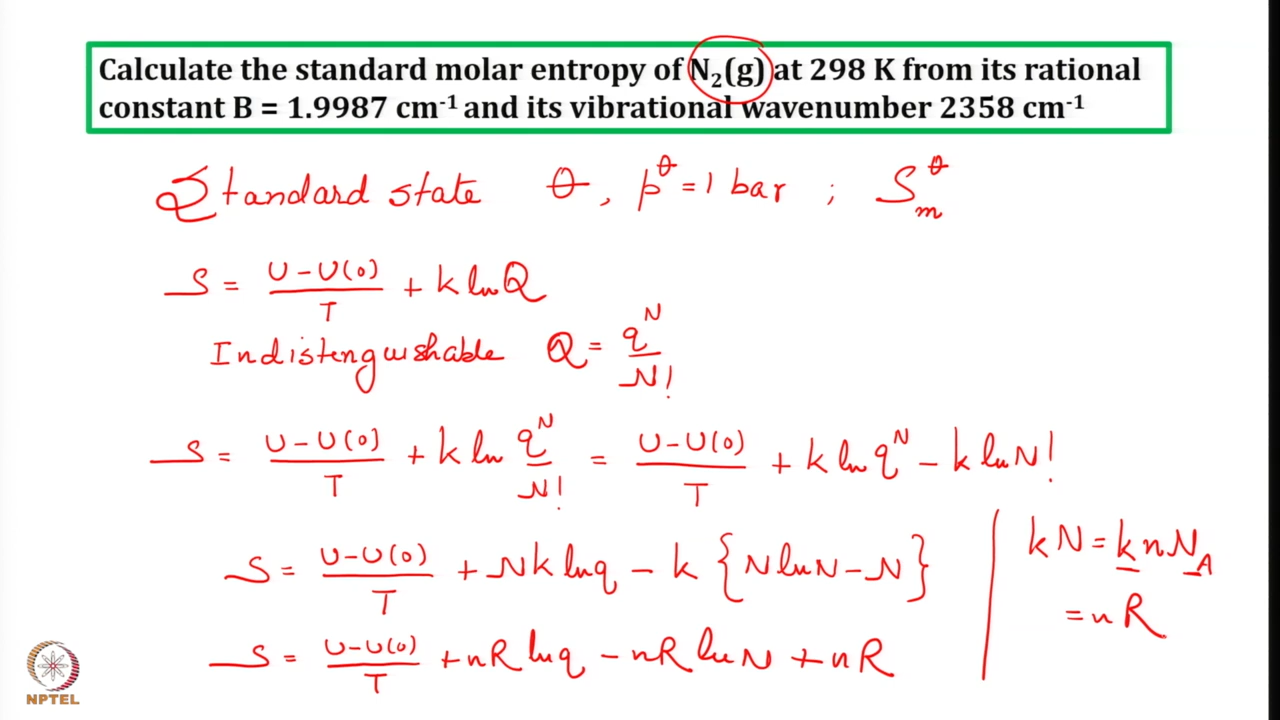 Calculate the standard molar entropy of N₂(g) at 298 K from its rational
constant B = 1.9987 cm⁻¹ and its vibrational wavenumber 2358 cm⁻¹
Standard state θ, p^θ = 1 bar ; S_m^θ
S = (U-U(0))/T + k ln Q
Indistenguishable Q = q^N/N!
S = (U-U(0))/T + k ln q^N/N! = (U-U(0))/T + k ln q^N - k ln N!
S = (U-U(0))/T + Nk ln q - k {N ln N - N}
kN = k n N_A
= nR
S = (U-U(0))/T + nR ln q - nR ln N + nR
NPTEL